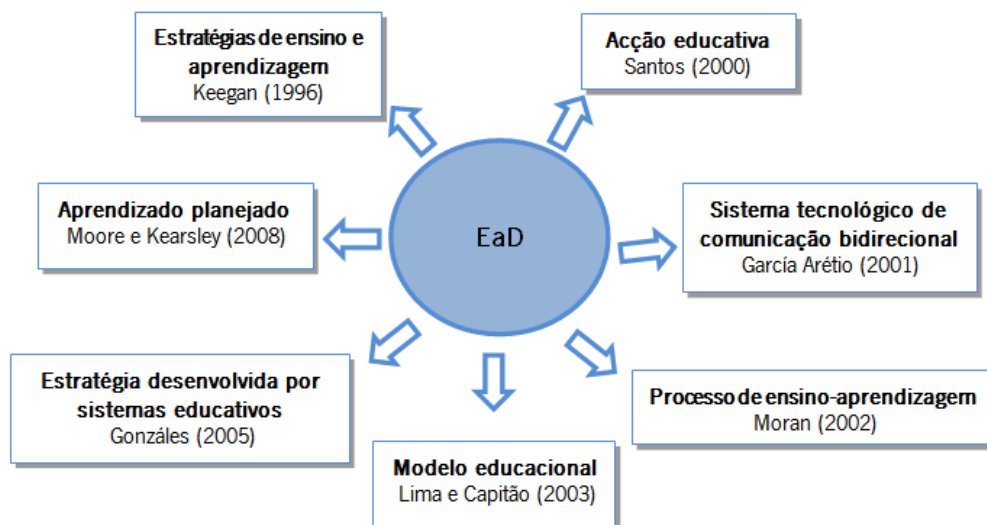 Estratégias de ensino e
aprendizagem
Keegan (1996)
Acção educativa
Santos (2000)
Aprendizado planejado
Moore e Kearsley (2008)
EaD
Sistema tecnológico de
comunicação bidirecional
García Arétio (2001)
Estratégia desenvolvida por
sistemas educativos
Gonzáles (2005)
Processo de ensino-aprendizagem
Moran (2002)
Modelo educacional
Lima e Capitão (2003)